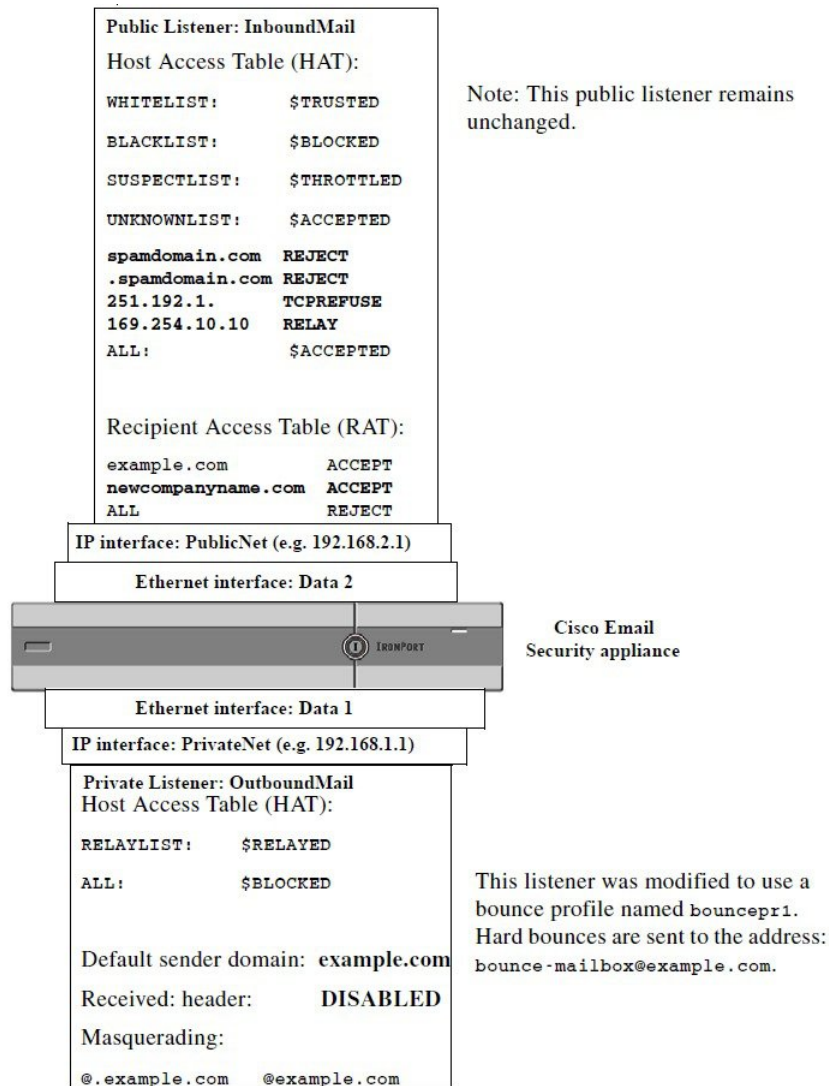 Public Listener: InboundMail
Host Access Table (HAT):
WHITELIST: $TRUSTED
BLACKLIST: $BLOCKED
SUSPECTLIST: $THROTTLED
UNKNOWNLIST: $ACCEPTED
spamdomain.com REJECT
.spamdomain.com REJECT
251.192.1. TCPREFUSE
169.254.10.10 RELAY
ALL: $ACCEPTED
Note: This public listener remains
unchanged.
Recipient Access Table (RAT):
example.com ACCEPT
newcompanyname.com ACCEPT
ALL REJECT
IP interface: PublicNet (e.g. 192.168.2.1)
Ethernet interface: Data 2
IRONPORT
Cisco Email
Security appliance
Ethernet interface: Data 1
IP interface: PrivateNet (e.g. 192.168.1.1)
Private Listener: OutboundMail
Host Access Table (HAT):
RELAYLIST: $RELAYED
ALL: $BLOCKED
Default sender domain: example.com
Received: header: DISABLED
Masquerading:
@.example.com @example.com
This listener was modified to use a
bounce profile named bouncepr1.
Hard bounces are sent to the address:
bounce-mailbox@example.com.